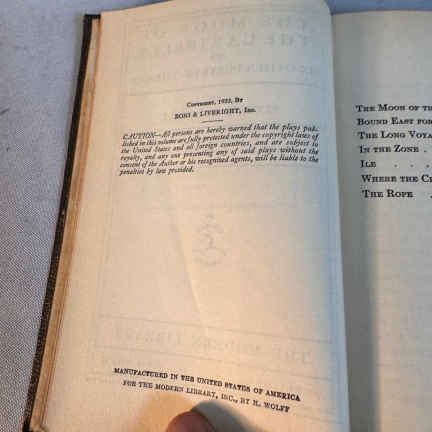 COPYRIGHT, 1923, BY
BONI & LIVERIGHT, INC.
CAUTION—All persons are hereby warned that the plays pub-
lished in this volume are fully protected under the copyright laws of
the United States and all foreign countries, and are subject to
royalty, and any one presenting any of said plays without the
consent of the Author or his recognized agents, will be liable to the
penalties by law provided.
MANUFACTURED IN THE UNITED STATES OF AMERICA
FOR THE MODERN LIBRARY, INC., BY H. WOLFF
THE MOON OF TH
BOUND EAST FOR
THE LONG VOYA
IN THE ZONE .
ILE . . .
WHERE THE C
THE ROPE .